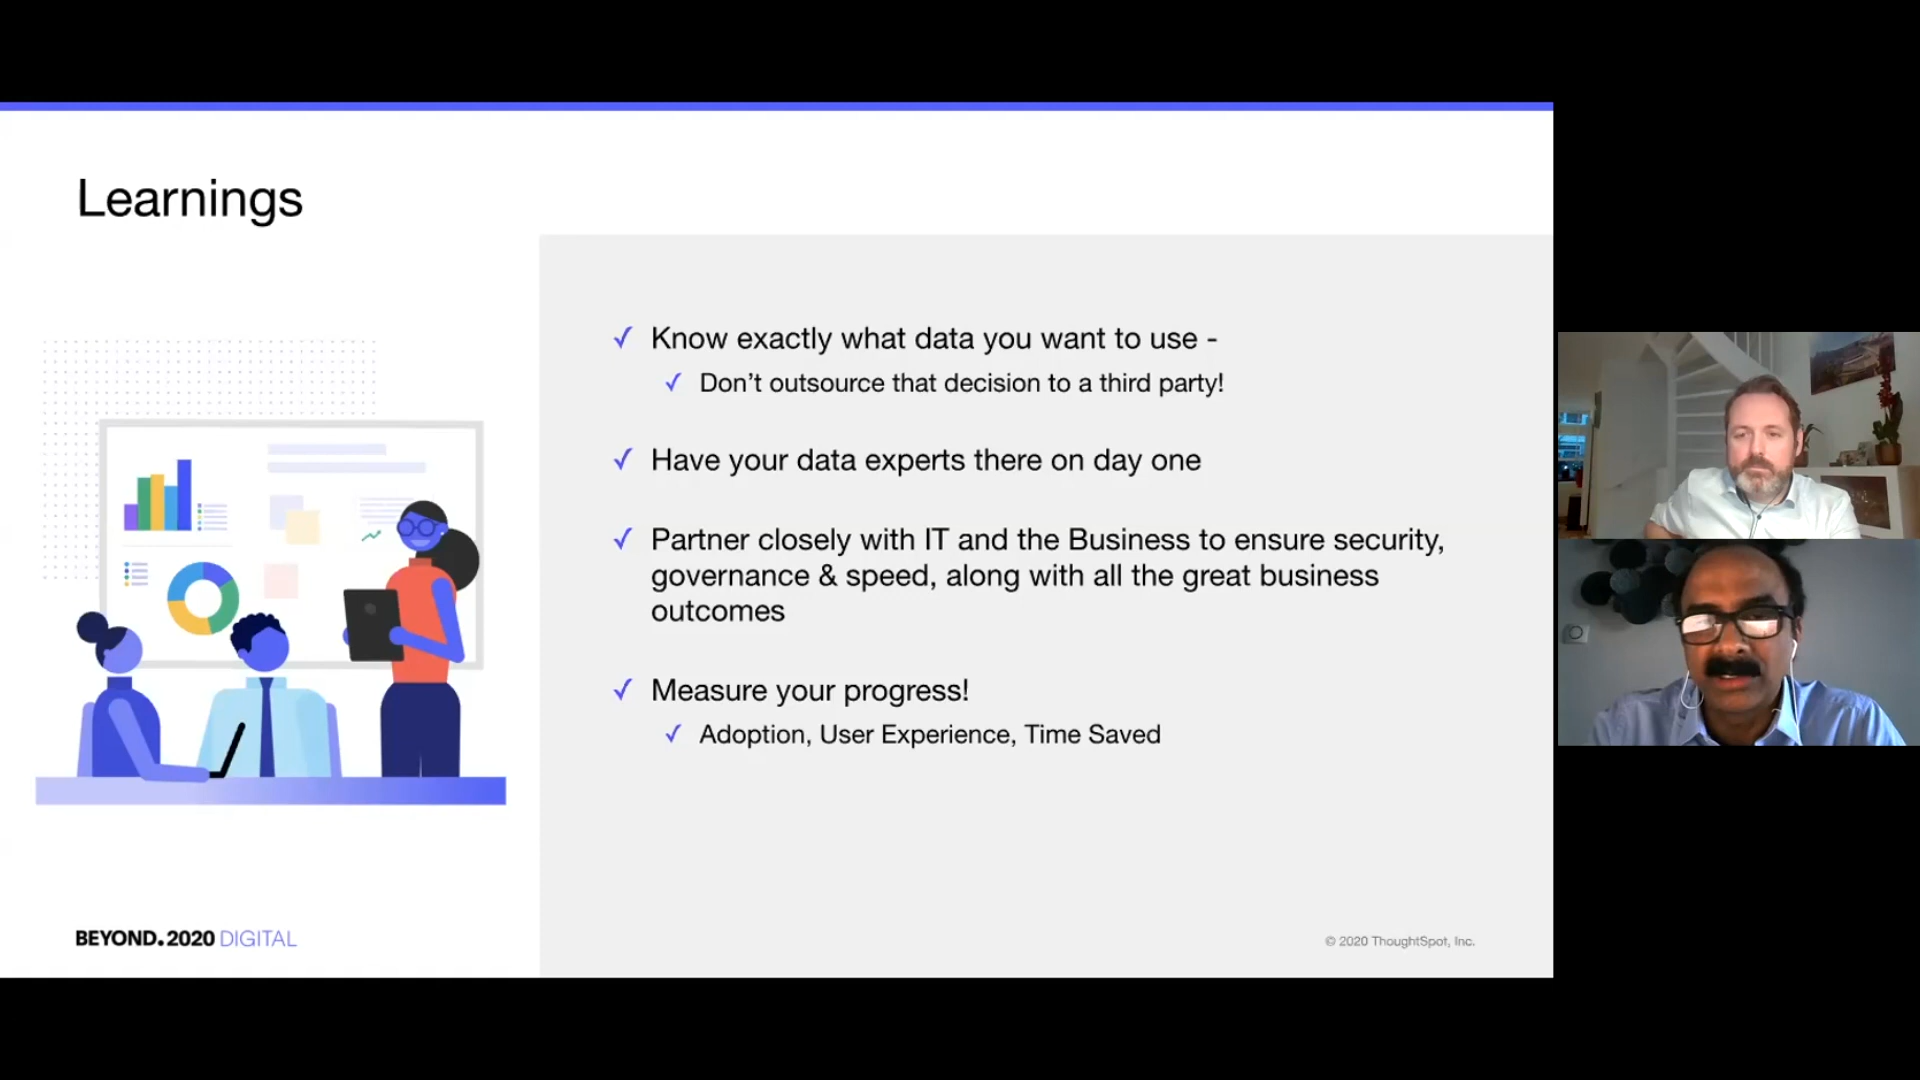 Learnings
✓ Know exactly what data you want to use -
✓ Don’t outsource that decision to a third party!
✓ Have your data experts there on day one
✓ Partner closely with IT and the Business to ensure security,
governance & speed, along with all the great business
outcomes
✓ Measure your progress!
✓ Adoption, User Experience, Time Saved
BEYOND.2020 DIGITAL
© 2020 ThoughtSpot, Inc.